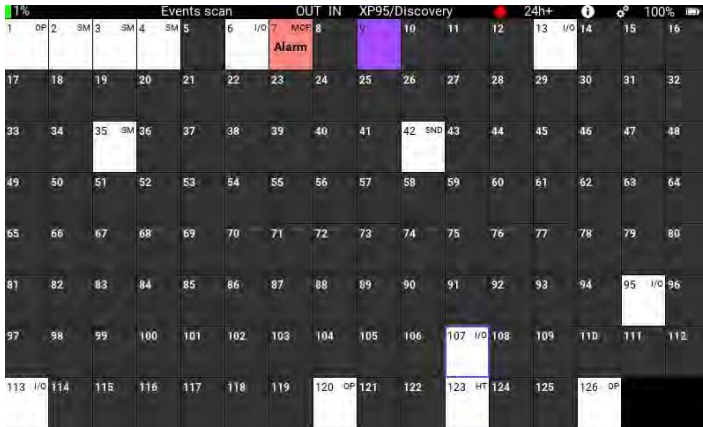 1% Events scan OUT IN XP95/Discovery 24h+ 100%
1 OP 2 SM 3 SM 4 SM 5 6 I/O 7 MCP 8 9 10 11 12 13 I/O 14 15 16
Alarm
17 18 19 20 21 22 23 24 25 26 27 28 29 30 31 32
33 34 35 SM 36 37 38 39 40 41 42 SND 43 44 45 46 47 48
49 50 51 52 53 54 55 56 57 58 59 60 61 62 63 64
65 66 67 68 69 70 71 72 73 74 75 76 77 78 79 80
81 82 83 84 85 86 87 88 89 90 91 92 93 94 95 I/O 96
97 98 99 100 101 102 103 104 105 106 107 I/O 108 109 110 111 112
113 I/O 114 115 116 117 118 119 120 OP 121 122 123 HT 124 125 126 OP